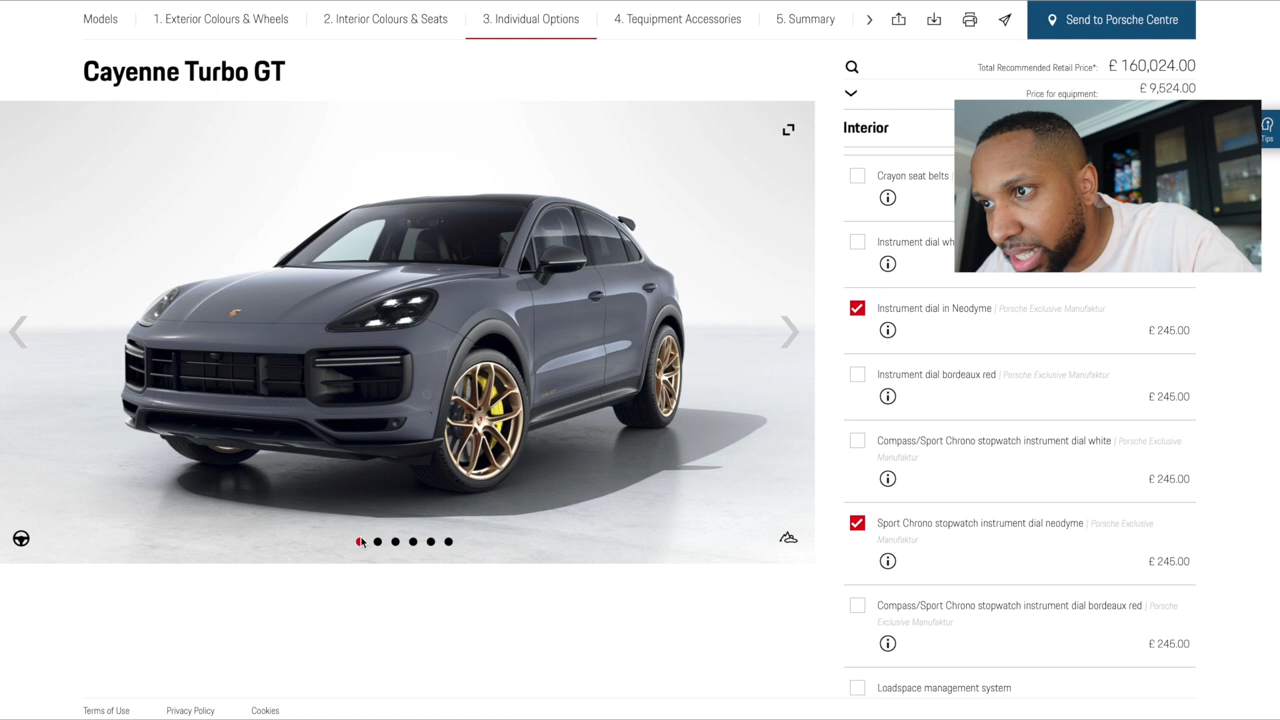 Models
1. Exterior Colours & Wheels
2. Interior Colours & Seats
3. Individual Options
4. Tequipment Accessories
5. Summary
Send to Porsche Centre
Cayenne Turbo GT
Total Recommended Retail Price*: £ 160,024.00
Price for equipment: £ 9,524.00
Tips
Interior
Crayon seat belts |
Instrument dial wh
Instrument dial in Neodyme | Porsche Exclusive Manufaktur
£ 245.00
Instrument dial bordeaux red | Porsche Exclusive Manufaktur
£ 245.00
Compass/Sport Chrono stopwatch instrument dial white | Porsche Exclusive
Manufaktur
£ 245.00
Sport Chrono stopwatch instrument dial neodyme | Porsche Exclusive
Manufaktur
£ 245.00
Compass/Sport Chrono stopwatch instrument dial bordeaux red | Porsche
Exclusive Manufaktur
£ 245.00
Loadspace management system
Terms of Use
Privacy Policy
Cookies